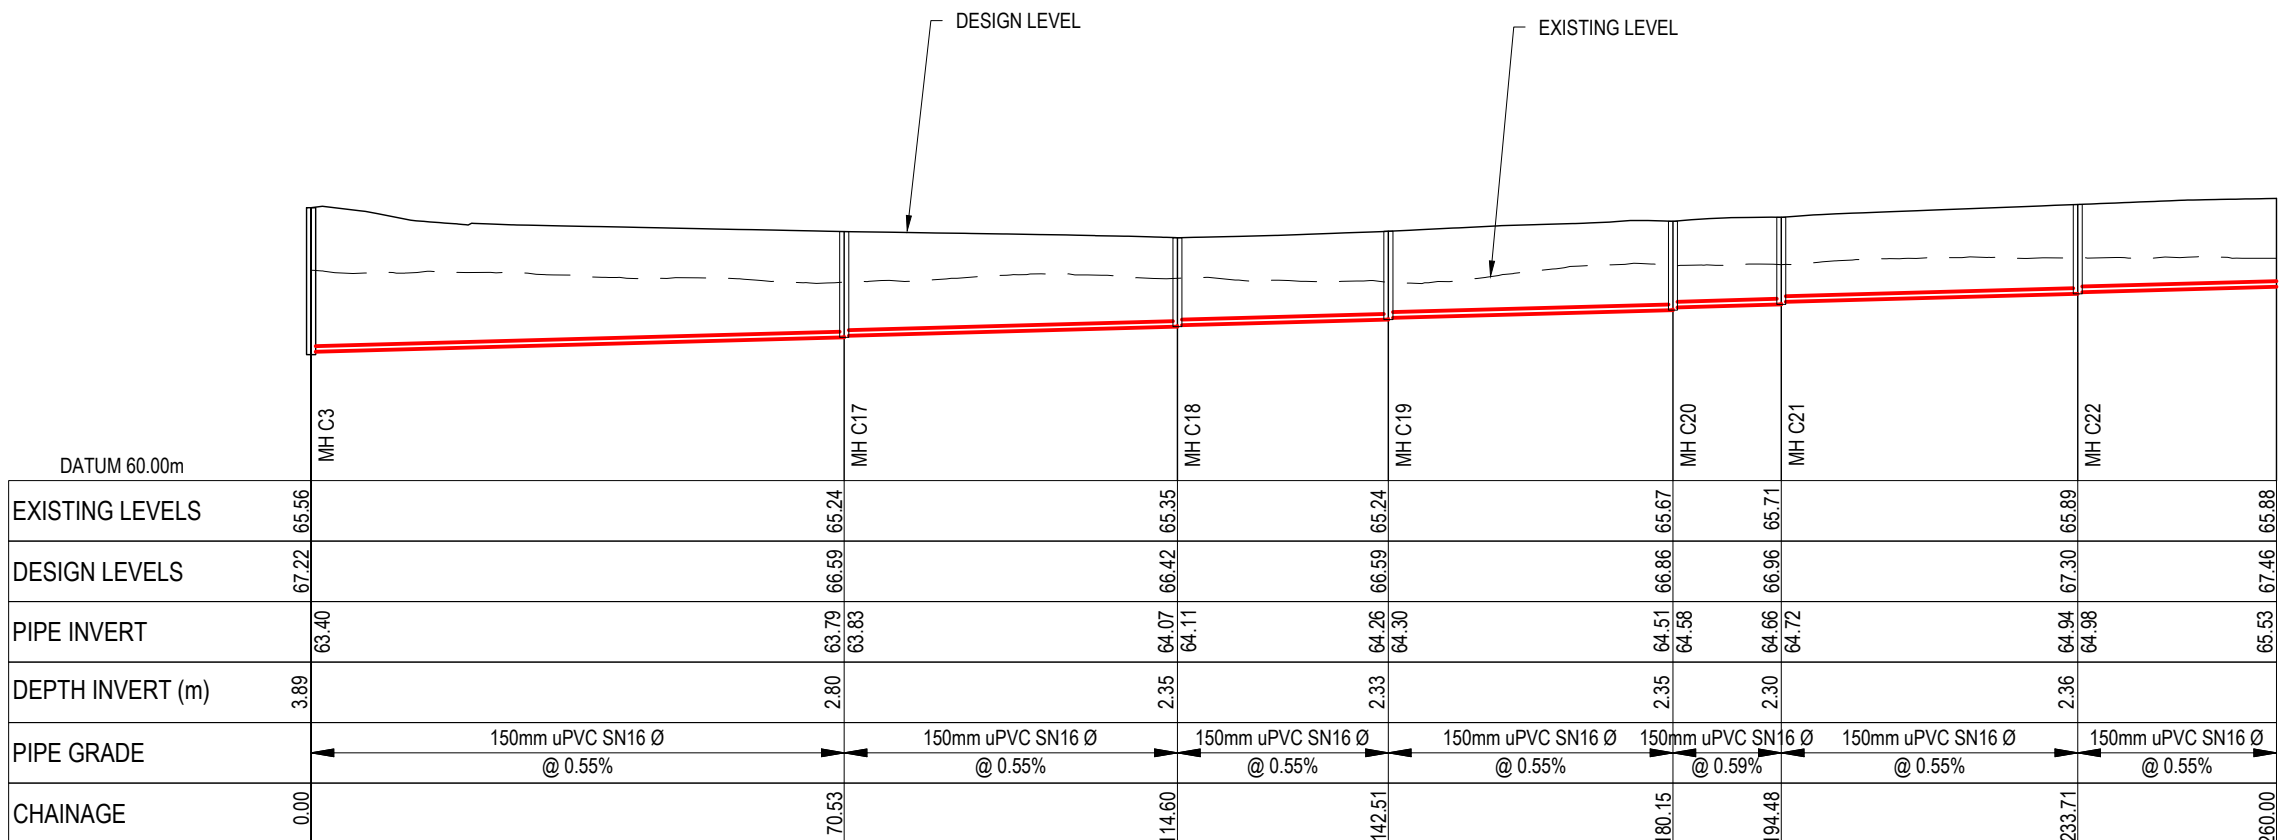 DESIGN LEVEL
EXISTING LEVEL
MH C3
MH C17
MH C18
MH C19
MH C20
MH C21
MH C22
DATUM 60.00m
EXISTING LEVELS 65.56 65.24 65.35 65.24 65.67 65.71 65.89 65.88
DESIGN LEVELS 67.22 66.59 66.42 66.59 66.86 66.96 67.30 67.46
PIPE INVERT 63.40 63.79 63.83 64.07 64.11 64.26 64.30 64.51 64.58 64.66 64.72 64.94 64.98 65.53
DEPTH INVERT (m) 3.89 2.80 2.35 2.33 2.35 2.30 2.36
PIPE GRADE
150mm uPVC SN16 Ø
@ 0.55%
150mm uPVC SN16 Ø
@ 0.55%
150mm uPVC SN16 Ø
@ 0.55%
150mm uPVC SN16 Ø
@ 0.55%
150mm uPVC SN16 Ø
@ 0.59%
150mm uPVC SN16 Ø
@ 0.55%
150mm uPVC SN16 Ø
@ 0.55%
CHAINAGE 0.00 70.53 114.60 142.51 180.15 194.48 233.71 260.00